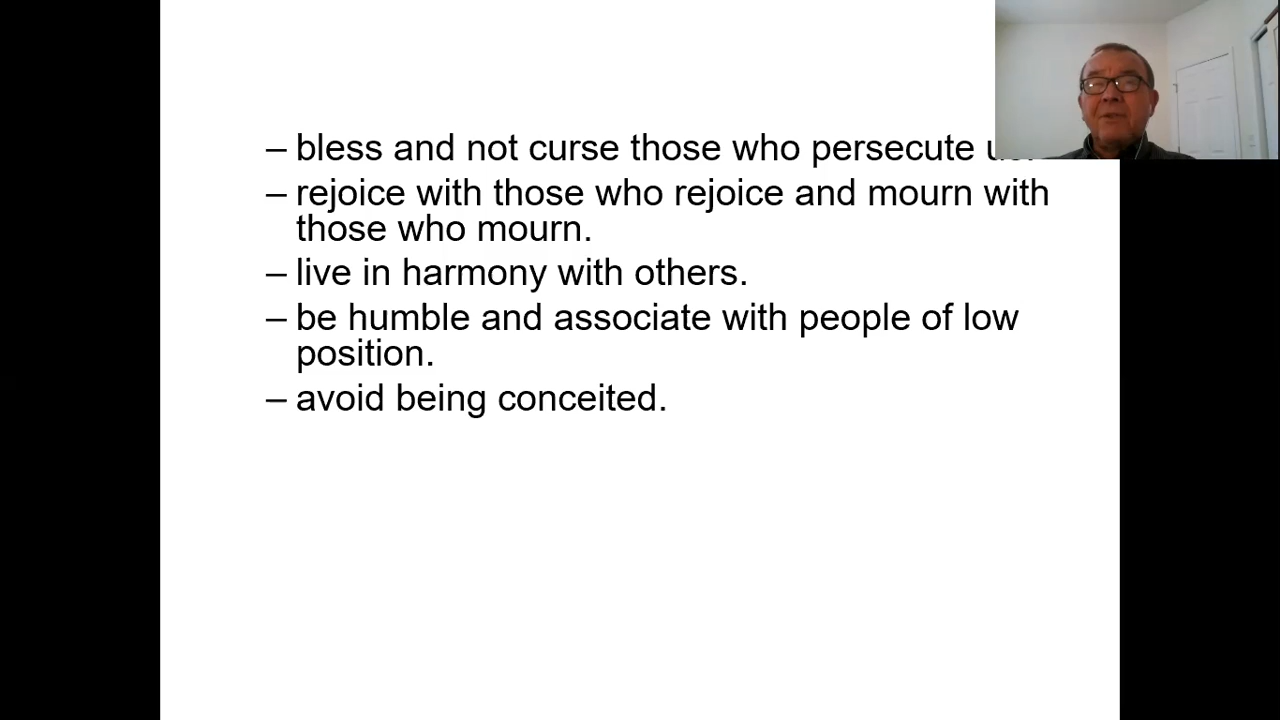 – bless and not curse those who persecute
– rejoice with those who rejoice and mourn with
those who mourn.
– live in harmony with others.
– be humble and associate with people of low
position.
– avoid being conceited.